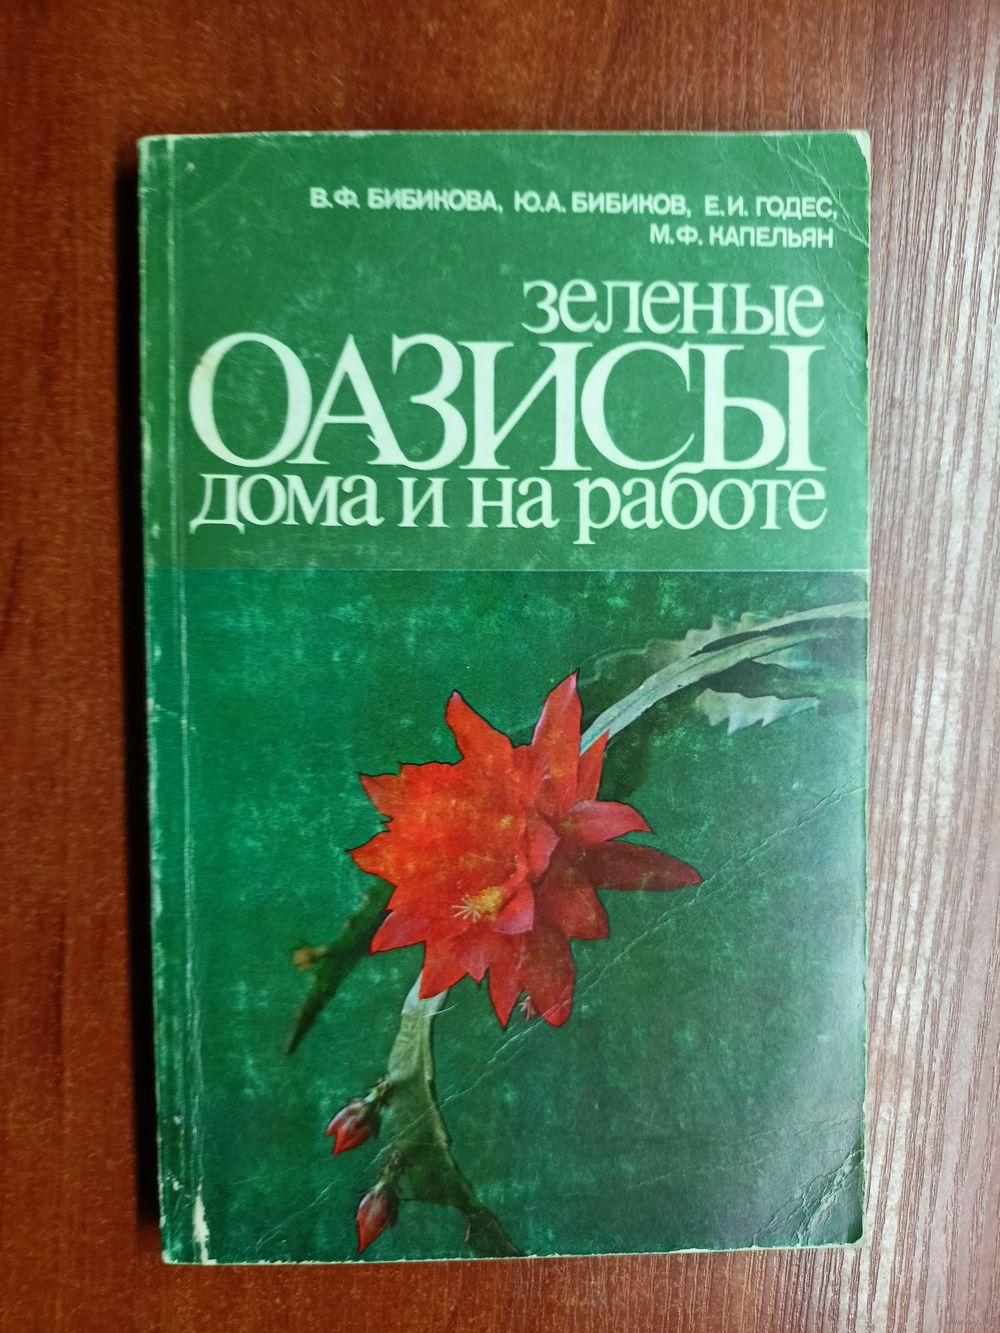 В.Ф. БИБИКОВА, Ю.А. БИБИКОВ, Е.И. ГОДЕС,
М.Ф. КАПЕЛЬЯН
зеленые
ОАЗИСЫ
дома и на работе